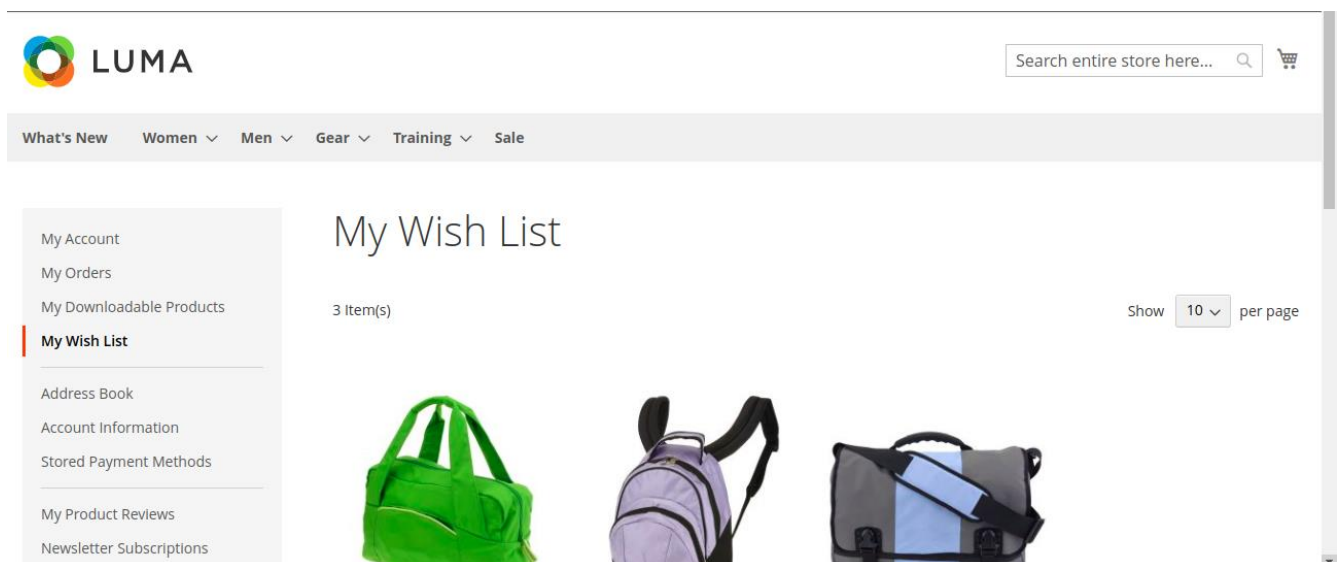 LUMA
Search entire store here...
What's New Women Men Gear Training Sale
My Account
My Orders
My Downloadable Products
My Wish List
Address Book
Account Information
Stored Payment Methods
My Product Reviews
Newsletter Subscriptions
My Wish List
3 Item(s)
Show 10 per page